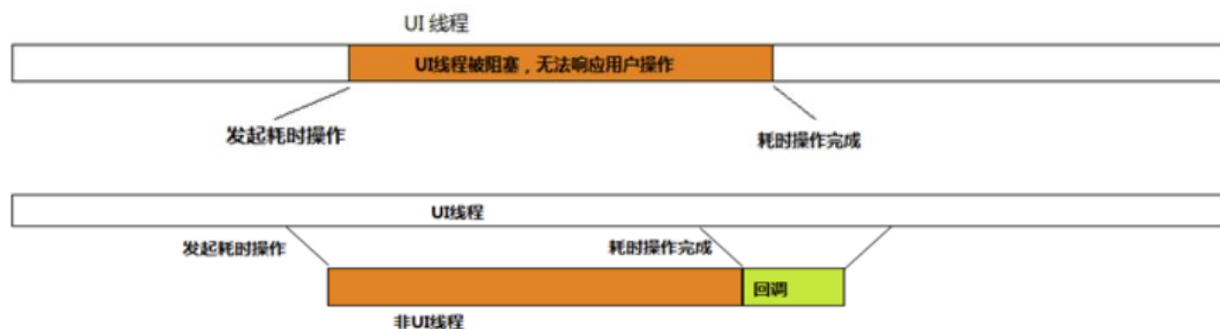 UI 线程
UI线程被阻塞，无法响应用户操作
发起耗时操作
耗时操作完成
UI线程
发起耗时操作
耗时操作完成
回调
非UI线程